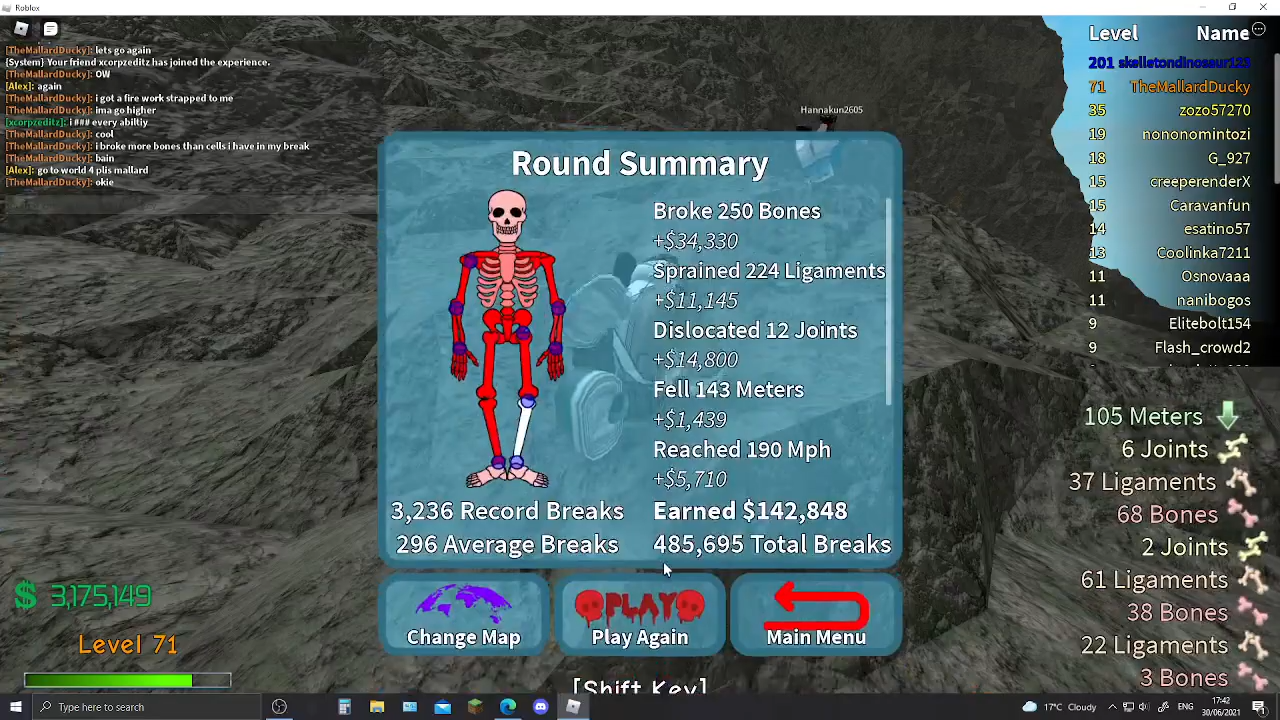 Roblox
[TheMallardDucky]: lets go again
{System} Your friend xcorpzeditz has joined the experience.
[TheMallardDucky]: OW
[Alex]: again
[TheMallardDucky]: i got a fire work strapped to me
[TheMallardDucky]: ima go higher
[xcorpzeditz]: i ### every abiltiy
[TheMallardDucky]: cool
[TheMallardDucky]: i broke more bones than cells i have in my break
[TheMallardDucky]: bain
[Alex]: go to world 4 plis mallard
[TheMallardDucky]: okie
Level Name
201 skelletondinosaur123
71 TheMallardDucky
35 zozo57270
19 nononomintozi
18 G_927
15 creeperenderX
15 Caravanfun
14 esatino57
13 Coolinka7211
11 Osnovaaa
11 nanibogos
9 Elitebolt154
9 Flash_crowd2
Hannakun2605
Round Summary
Broke 250 Bones
+$34,330
Sprained 224 Ligaments
+$11,145
Dislocated 12 Joints
+$14,800
Fell 143 Meters
+$1,439
Reached 190 Mph
+$5,710
3,236 Record Breaks
Earned $142,848
296 Average Breaks
485,695 Total Breaks
Change Map
PLAY
Play Again
Main Menu
[Shift Key]
105 Meters
6 Joints
37 Ligaments
68 Bones
2 Joints
61 Ligaments
38 Bones
22 Ligaments
3 Bones
$ 3,175,149
Level 71
Type here to search
17°C Cloudy
17:42
30/06/2021